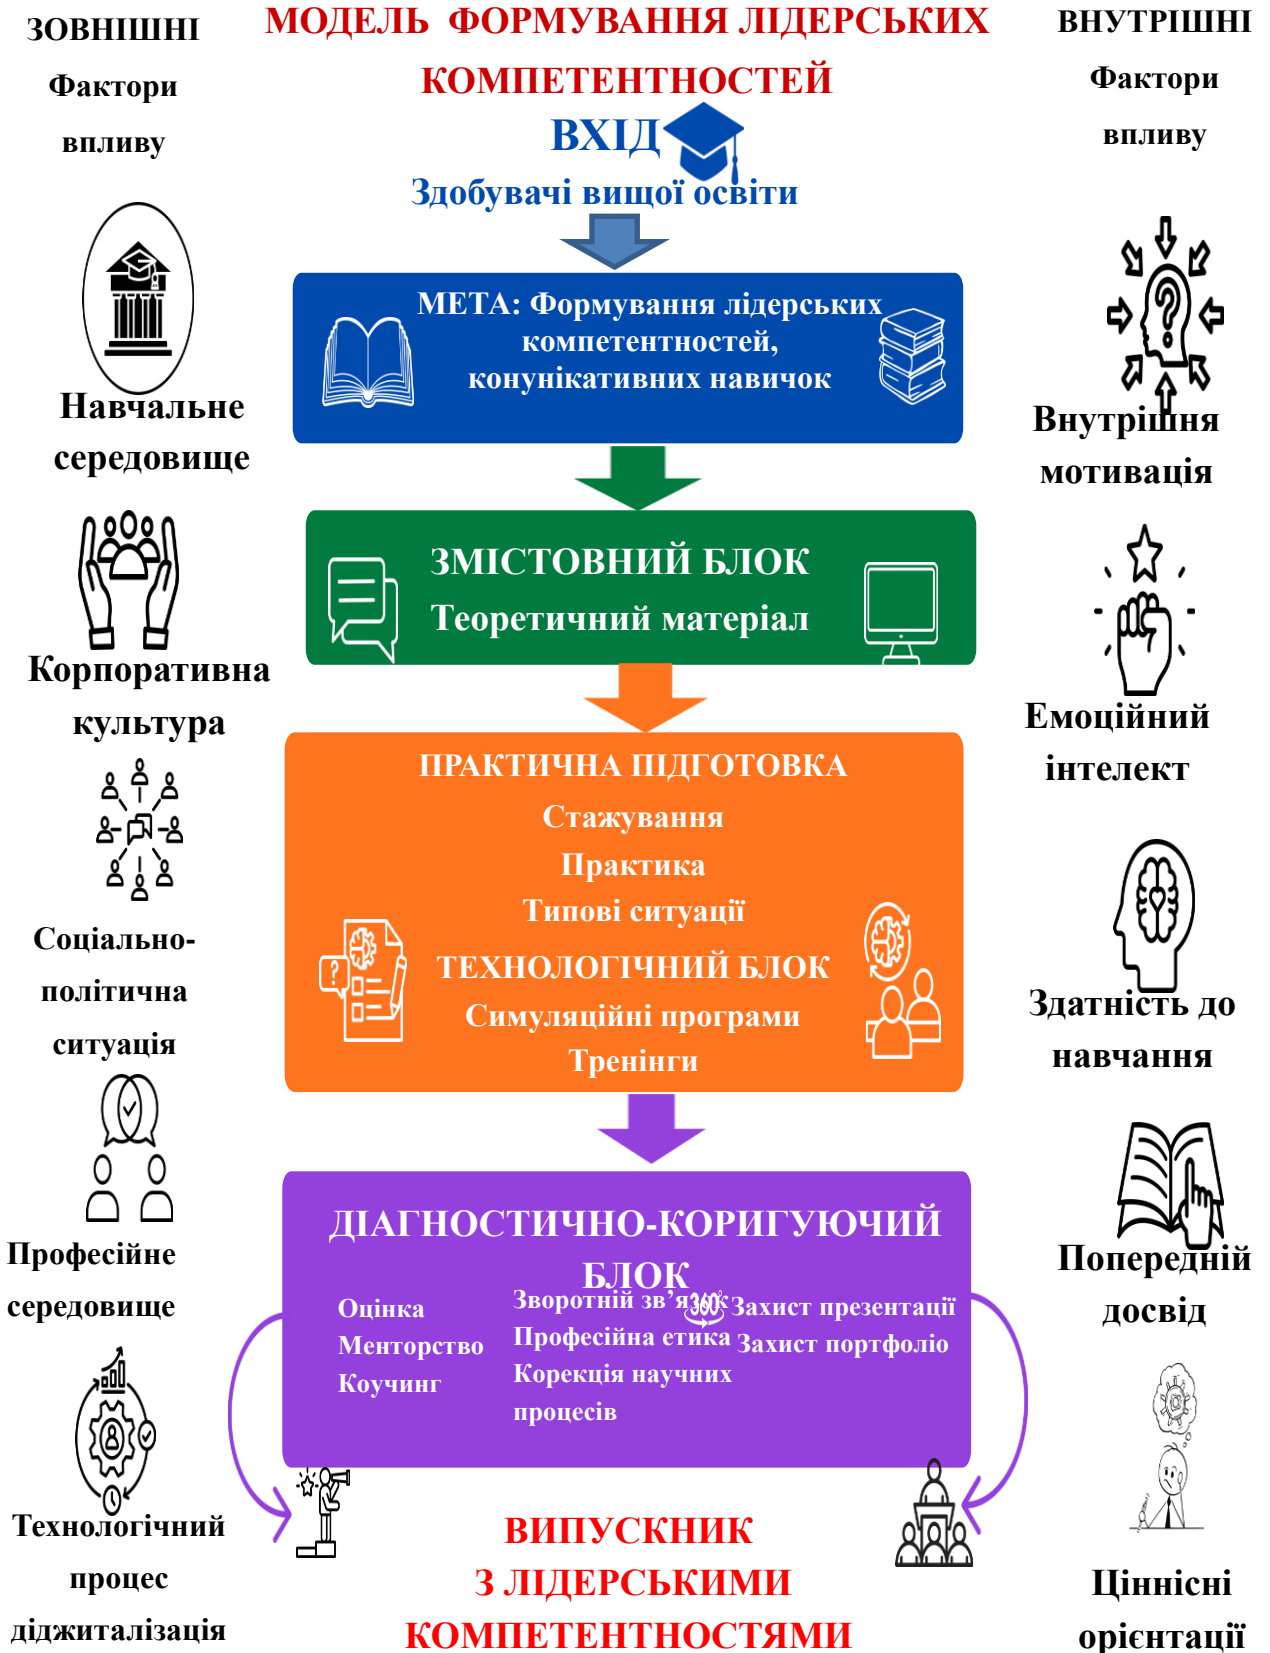 МОДЕЛЬ ФОРМУВАННЯ ЛІДЕРСЬКИХ
КОМПЕТЕНТНОСТЕЙ
ВХІД
Здобувачі вищої освіти
ЗОВНІШНІ
Фактори
впливу
Навчальне
середовище
Корпоративна
культура
Соціально-
політична
ситуація
Професійне
середовище
Технологічний
процес
діджиталізація
МЕТА: Формування лідерських
компетентностей,
конунікативних навичок
ЗМІСТОВНИЙ БЛОК
Теоретичний матеріал
ПРАКТИЧНА ПІДГОТОВКА
Стажування
Практика
Типові ситуації
ТЕХНОЛОГІЧНИЙ БЛОК
Симуляційні програми
Тренінги
ДІАГНОСТИЧНО-КОРИГУЮЧИЙ
БЛОК
Оцінка
Менторство
Коучинг
Зворотній зв’язок
Професійна етика
Корекція научних
процесів
360°
Захист презентації
Захист портфоліо
ВИПУСКНИК
З ЛІДЕРСЬКИМИ
КОМПЕТЕНТНОСТЯМИ
ВНУТРІШНІ
Фактори
впливу
Внутрішня
мотивація
Емоційний
інтелект
Здатність до
навчання
Попередній
досвід
Ціннісні
орієнтації